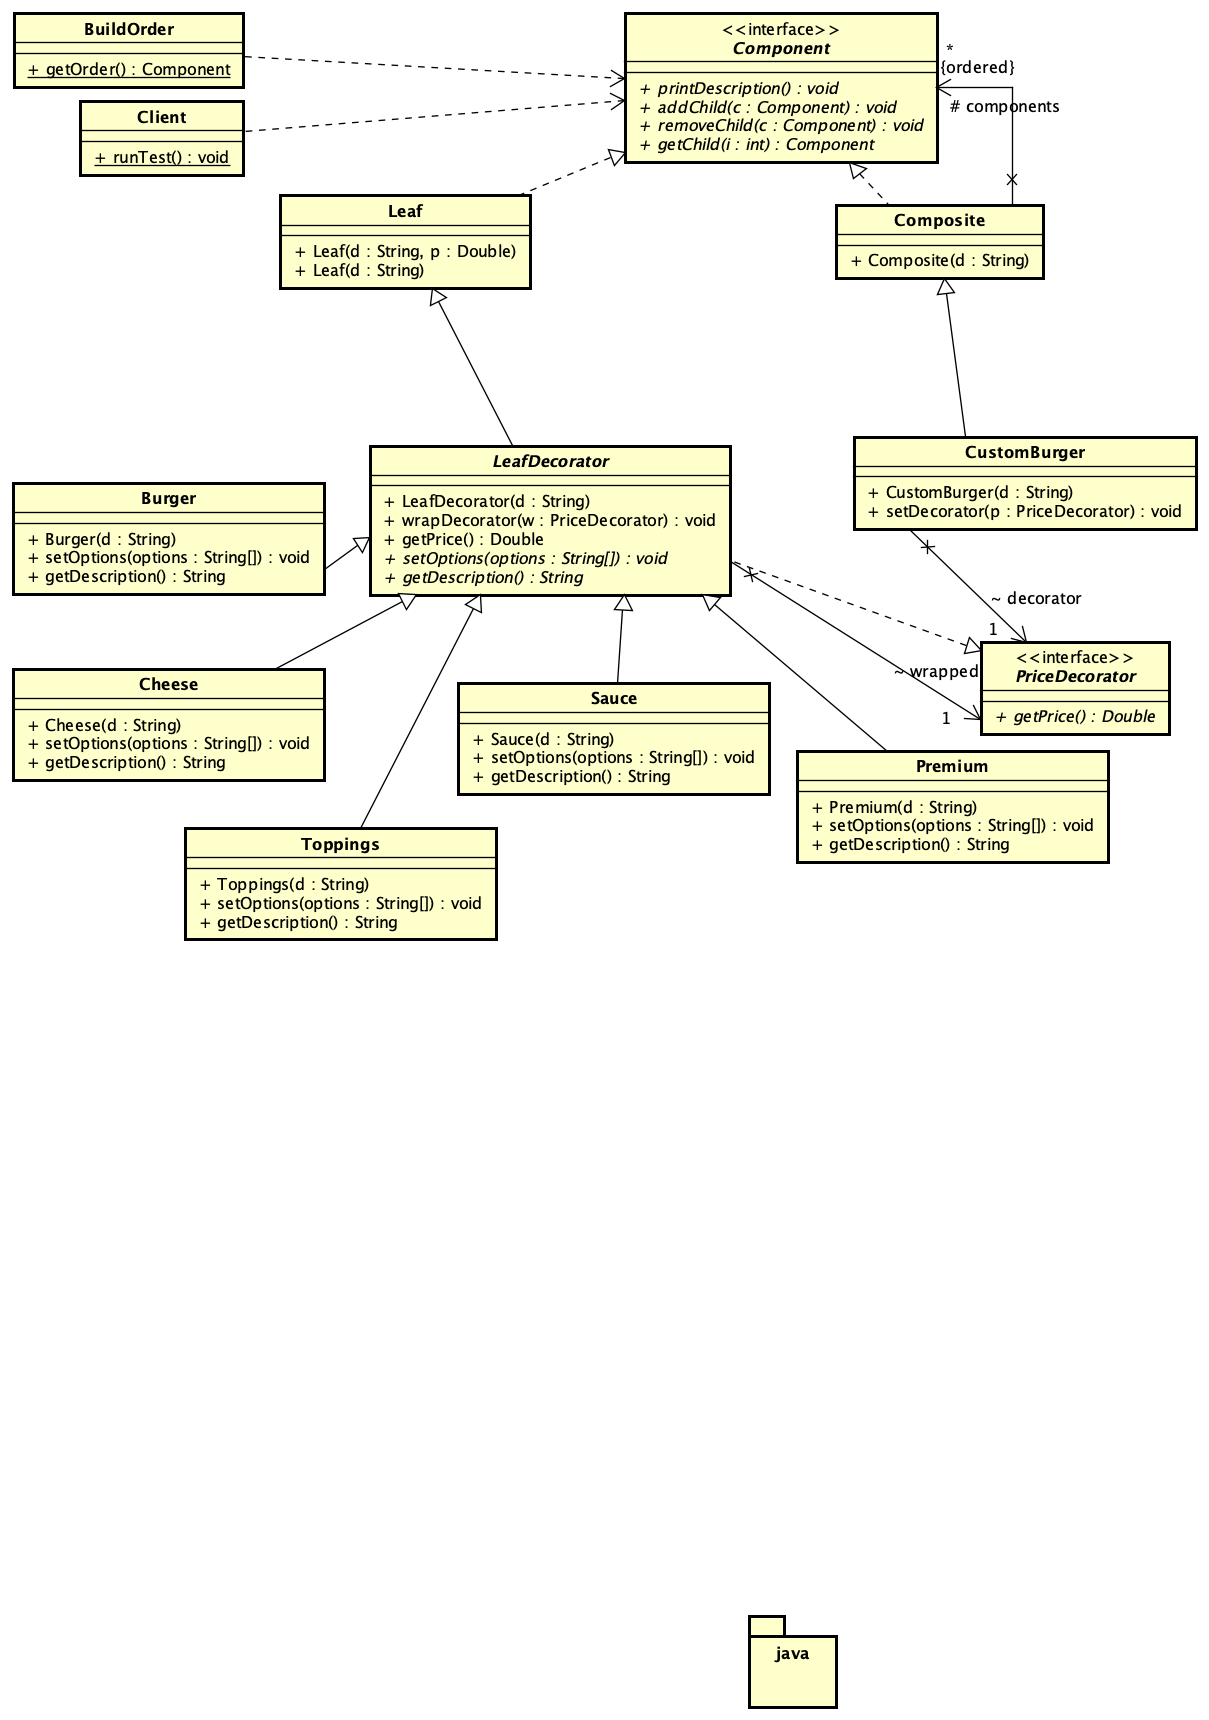 BuildOrder
+ getOrder() : Component
Client
+ runTest() : void
<<interface>>
Component
+ printDescription() : void
+ addChild(c : Component) : void
+ removeChild(c : Component) : void
+ getChild(i : int) : Component
*
{ordered}
# components
Leaf
+ Leaf(d : String, p : Double)
+ Leaf(d : String)
Composite
+ Composite(d : String)
LeafDecorator
+ LeafDecorator(d : String)
+ wrapDecorator(w : PriceDecorator) : void
+ getPrice() : Double
+ setOptions(options : String[]) : void
+ getDescription() : String
CustomBurger
+ CustomBurger(d : String)
+ setDecorator(p : PriceDecorator) : void
Burger
+ Burger(d : String)
+ setOptions(options : String[]) : void
+ getDescription() : String
~ decorator
1
<<interface>>
PriceDecorator
+ getPrice() : Double
~ wrapped
1
Cheese
+ Cheese(d : String)
+ setOptions(options : String[]) : void
+ getDescription() : String
Sauce
+ Sauce(d : String)
+ setOptions(options : String[]) : void
+ getDescription() : String
Premium
+ Premium(d : String)
+ setOptions(options : String[]) : void
+ getDescription() : String
Toppings
+ Toppings(d : String)
+ setOptions(options : String[]) : void
+ getDescription() : String
java